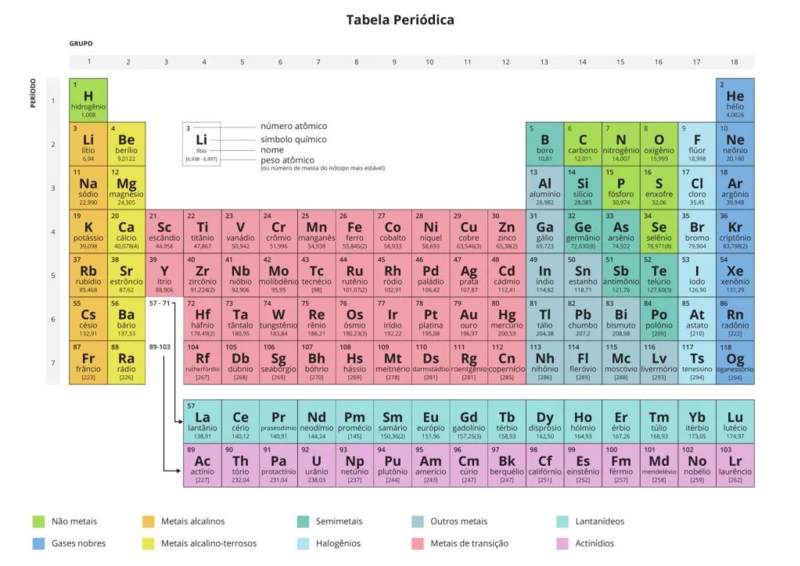 Tabela Periódica
GRUPO
1 2 3 4 5 6 7 8 9 10 11 12 13 14 15 16 17 18
PERÍODO
1
1 2
H He
hidrogênio hélio
1,008 4,0026
3 número atômico
Li símbolo químico
lítio nome
[6,938 - 6,997] peso atômico
(ou número de massa do isótopo mais estável)
2
3 4 5 6 7 8 9 10
Li Be B C N O F Ne
lítio berílio boro carbono nitrogênio oxigênio flúor neônio
6,94 9,0122 10,81 12,011 14,007 15,999 18,998 20,180
3
11 12 13 14 15 16 17 18
Na Mg Al Si P S Cl Ar
sódio magnésio alumínio silício fósforo enxofre cloro argônio
22,990 24,305 26,982 28,085 30,974 32,06 35,45 39,948
4
19 20 21 22 23 24 25 26 27 28 29 30 31 32 33 34 35 36
K Ca Sc Ti V Cr Mn Fe Co Ni Cu Zn Ga Ge As Se Br Kr
potássio cálcio escândio titânio vanádio crômio manganês ferro cobalto níquel cobre zinco gálio germânio arsênio selênio bromo criptônio
39,098 40,078(4) 44,956 47,867 50,942 51,996 54,938 55,845(2) 58,933 58,693 63,546(3) 65,38(2) 69,723 72,630(8) 74,922 78,971(8) 79,904 83,798(2)
5
37 38 39 40 41 42 43 44 45 46 47 48 49 50 51 52 53 54
Rb Sr Y Zr Nb Mo Tc Ru Rh Pd Ag Cd In Sn Sb Te I Xe
rubídio estrôncio ítrio zircônio nióbio molibdênio tecnécio rutênio ródio paládio prata cádmio índio estanho antimônio telúrio iodo xenônio
85,468 87,62 88,906 91,224(2) 92,906 95,95 [98] 101,07(2) 102,91 106,42 107,87 112,41 114,82 118,71 121,76 127,60(3) 126,90 131,29
6
55 56 57 - 71 72 73 74 75 76 77 78 79 80 81 82 83 84 85 86
Cs Ba Hf Ta W Re Os Ir Pt Au Hg Tl Pb Bi Po At Rn
césio bário háfnio tântalo tungstênio rênio ósmio irídio platina ouro mercúrio tálio chumbo bismuto polônio astato radônio
132,91 137,33 178,49(2) 180,95 183,84 186,21 190,23(3) 192,22 195,08 196,97 200,59 204,38 207,2 208,98 [209] [210] [222]
7
87 88 89-103 104 105 106 107 108 109 110 111 112 113 114 115 116 117 118
Fr Ra Rf Db Sg Bh Hs Mt Ds Rg Cn Nh Fl Mc Lv Ts Og
frâncio rádio rutherfórdio dúbnio seabórgio bóhrio hássio meitnério darmstádtio roentgênio copernício nihônio fleróvio moscóvio livermório tenessino oganessônio
[223] [226] [267] [268] [269] [270] [269] [278] [281] [281] [285] [286] [289] [288] [293] [294] [294]
57 58 59 60 61 62 63 64 65 66 67 68 69 70 71
La Ce Pr Nd Pm Sm Eu Gd Tb Dy Ho Er Tm Yb Lu
lantânio cério praseodímio neodímio promécio samário európio gadolínio térbio disprósio hólmio érbio túlio itérbio lutécio
138,91 140,12 140,91 144,24 [145] 150,36(2) 151,96 157,25(3) 158,93 162,50 164,93 167,26 168,93 173,05 174,97
89 90 91 92 93 94 95 96 97 98 99 100 101 102 103
Ac Th Pa U Np Pu Am Cm Bk Cf Es Fm Md No Lr
actínio tório protactínio urânio netúnio plutônio amerício cúrio berquélio califórnio einstênio férmio mendelévio nobélio laurêncio
[227] 232,04 231,04 238,03 [237] [244] [243] [247] [247] [251] [252] [257] [258] [259] [262]
Não metais Metais alcalinos Semimetais Outros metais Lantanídeos
Gases nobres Metais alcalino-terrosos Halogênios Metais de transição Actinídios